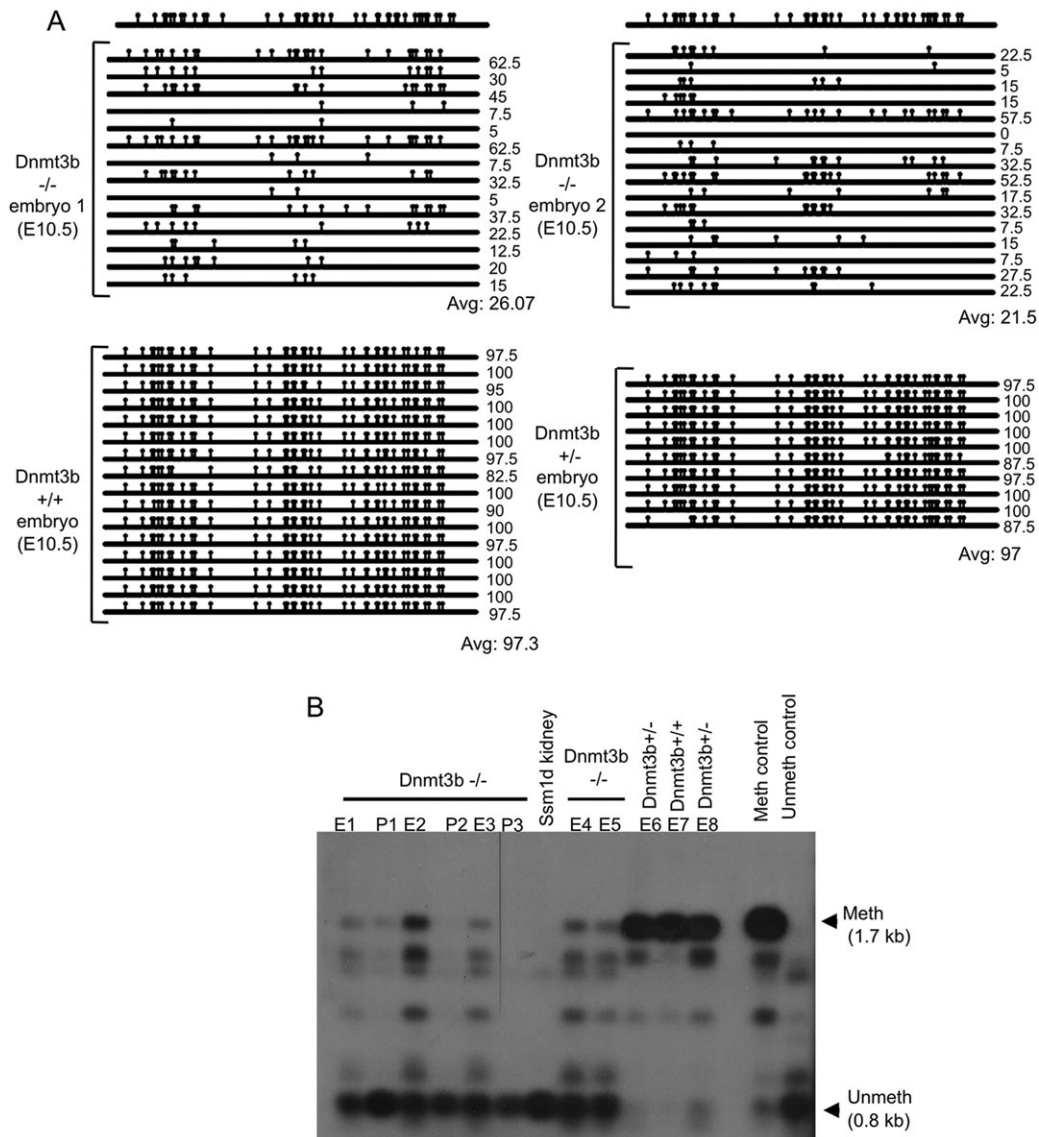 A
Dnmt3b
-/-
embryo 1
(E10.5)
62.5
30
45
7.5
5
62.5
7.5
32.5
5
37.5
22.5
12.5
20
15
Avg: 26.07
Dnmt3b
-/-
embryo 2
(E10.5)
22.5
5
15
15
57.5
0
7.5
32.5
52.5
17.5
32.5
7.5
15
7.5
27.5
22.5
Avg: 21.5
Dnmt3b
+/+
embryo
(E10.5)
97.5
100
95
100
100
100
97.5
82.5
100
90
100
97.5
100
100
100
97.5
Avg: 97.3
Dnmt3b
+/-
embryo
(E10.5)
97.5
100
100
100
100
87.5
97.5
100
100
87.5
Avg: 97
B
Dnmt3b -/-
Ssm1d kidney
Dnmt3b
-/-
Dnmt3b+/-
Dnmt3b+/+
Dnmt3b+/-
Meth control
Unmeth control
E1 P1 E2 P2 E3 P3 E4 E5 E6 E7 E8
Meth
(1.7 kb)
Unmeth
(0.8 kb)